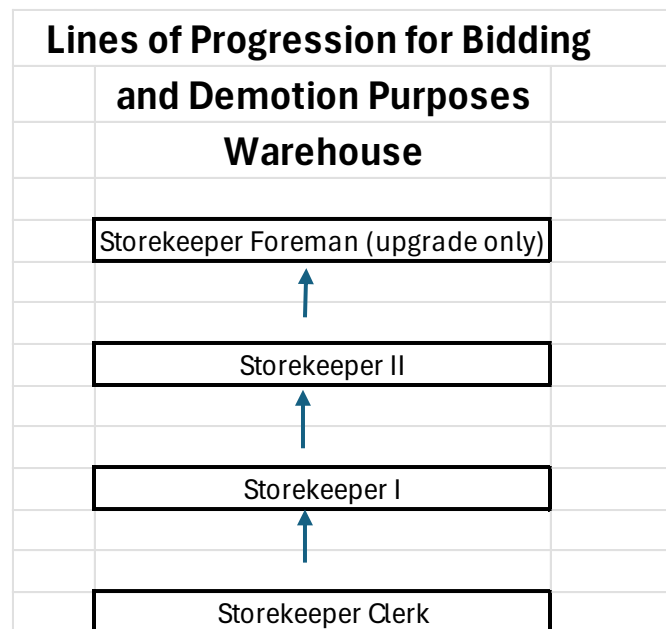 Lines of Progression for Bidding
and Demotion Purposes
Warehouse
Storekeeper Foreman (upgrade only)
Storekeeper II
Storekeeper I
Storekeeper Clerk